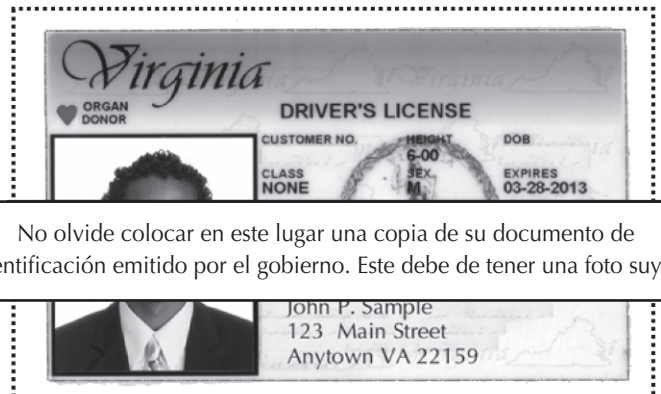 Virginia
ORGAN
DONOR
DRIVER'S LICENSE
CUSTOMER NO. HEIGHT DOB
6-00
CLASS SEX EXPIRES
NONE M 03-28-2013
No olvide colocar en este lugar una copia de su documento de
entificación emitido por el gobierno. Este debe de tener una foto suy
John P. Sample
123 Main Street
Anytown VA 22159